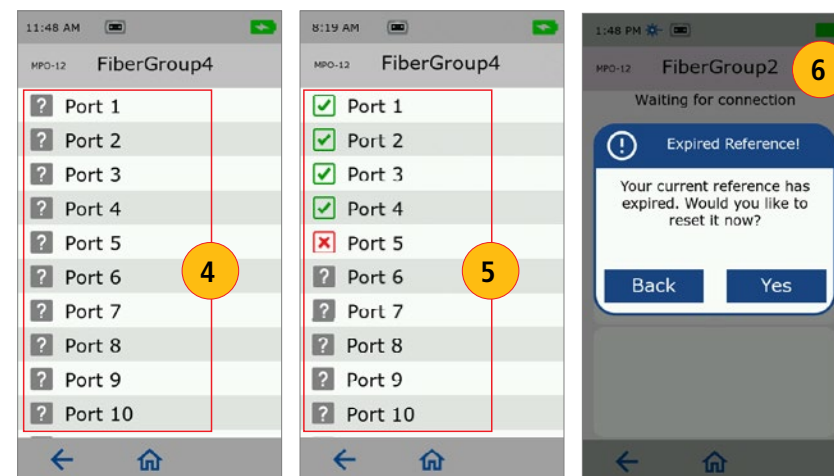 11:48 AM
MPO-12 FiberGroup4
? Port 1
? Port 2
? Port 3
? Port 4
? Port 5
? Port 6
? Port 7
? Port 8
? Port 9
? Port 10
4
8:19 AM
MPO-12 FiberGroup4
Port 1
Port 2
Port 3
Port 4
Port 5
? Port 6
? Port 7
? Port 8
? Port 9
? Port 10
5
1:48 PM
MPO-12 FiberGroup2
6
Waiting for connection
! Expired Reference!
Your current reference has
expired. Would you like to
reset it now?
Back Yes